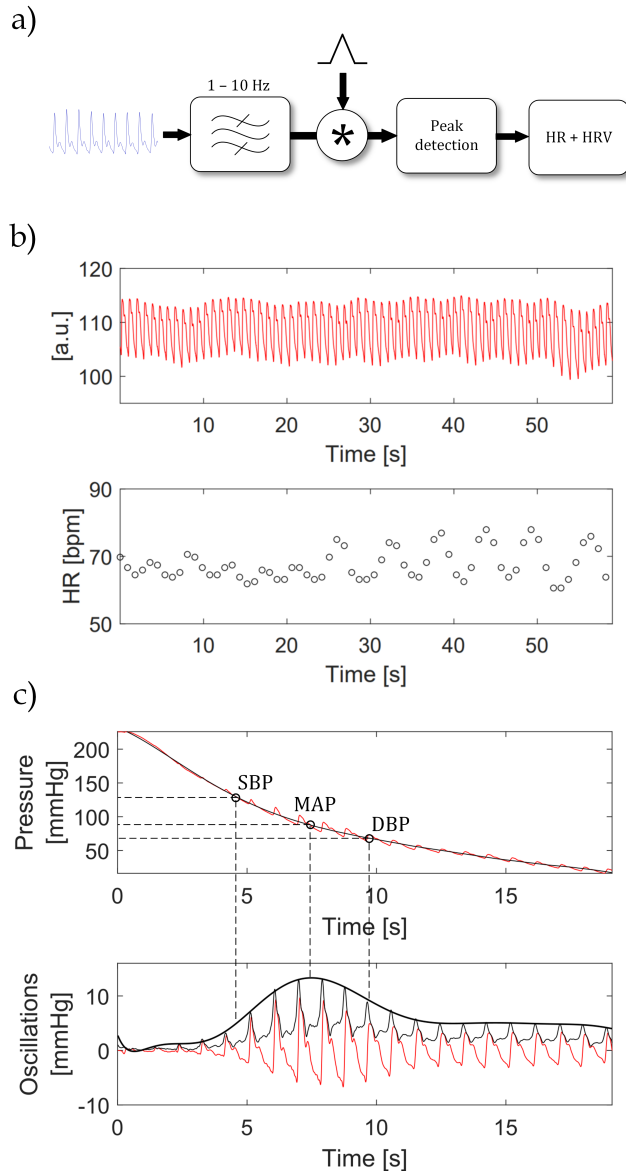 a)
1 – 10 Hz
*
Peak
detection
HR + HRV
b)
120
110
100
[a.u.]
10 20 30 40 50
Time [s]
90
70
50
HR [bpm]
10 20 30 40 50
Time [s]
c)
200
150
100
50
Pressure
[mmHg]
SBP
MAP
DBP
0 5 10 15
Time [s]
10
0
-10
Oscillations
[mmHg]
0 5 10 15
Time [s]